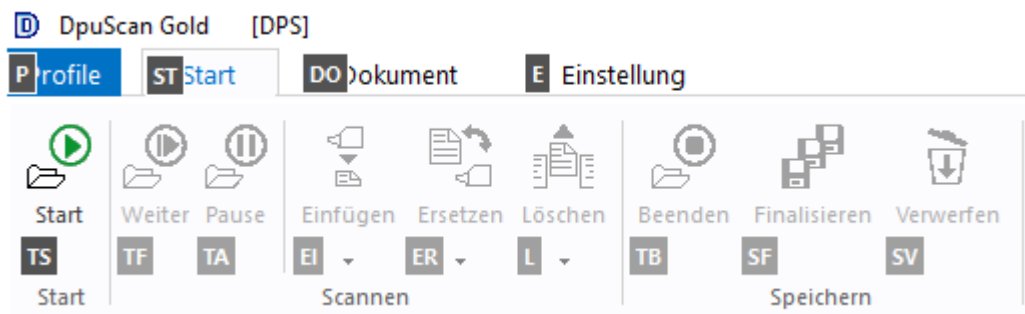 DpuScan Gold [DPS]
P rofile ST Start DO Dokument E Einstellung
Start Weiter Pause Einfügen Ersetzen Löschen Beenden Finalisieren Verwerfen
TS TF TA EI ER L TB SF SV
Start Scannen Speichern